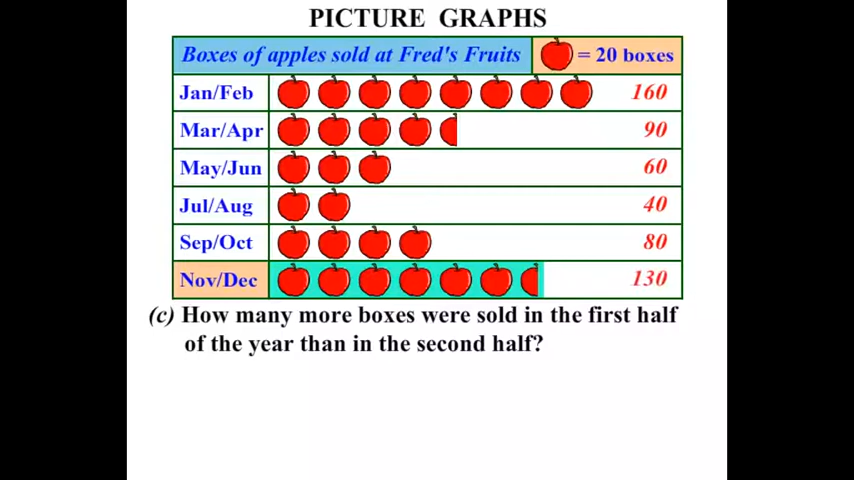 PICTURE GRAPHS
Boxes of apples sold at Fred's Fruits = 20 boxes
Jan/Feb 160
Mar/Apr 90
May/Jun 60
Jul/Aug 40
Sep/Oct 80
Nov/Dec 130
(c) How many more boxes were sold in the first half
of the year than in the second half?